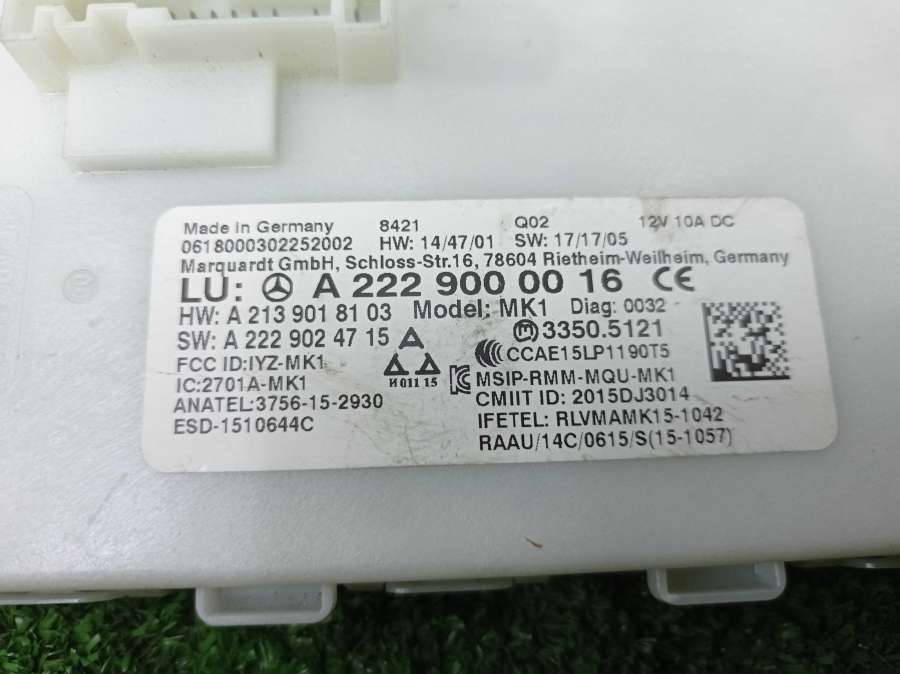 Made in Germany 8421 Q02 12V 10A DC
0618000302252002 HW: 14/47/01 SW: 17/17/05
Marquardt GmbH, Schloss-Str.16, 78604 Rietheim-Weilheim, Germany
LU: A 222 900 00 16 CE
HW: A 213 901 81 03 Model: MK1 Diag: 0032
SW: A 222 902 47 15 3350.5121
FCC ID:IYZ-MK1 CCAE15LP1190T5
IC:2701A-MK1 И011 15 MSIP-RMM-MQU-MK1
ANATEL:3756-15-2930 CMIIT ID: 2015DJ3014
ESD-1510644C IFETEL: RLVMAMK15-1042
RAAU/14C/0615/S(15-1057)